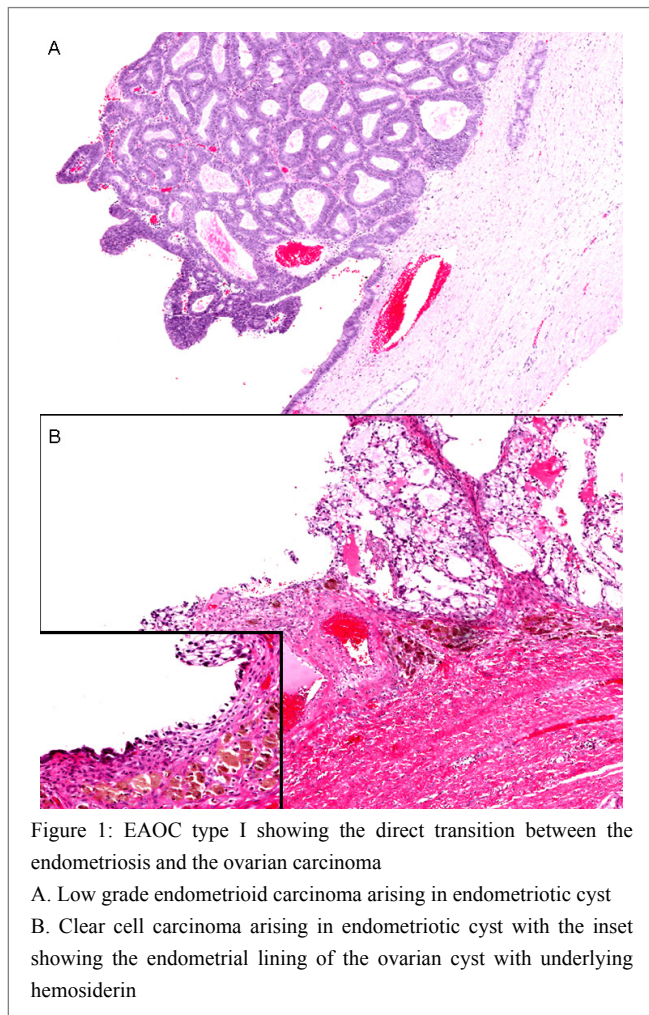 A
B
Figure 1: EAOC type I showing the direct transition between the
endometriosis and the ovarian carcinoma
A. Low grade endometrioid carcinoma arising in endometriotic cyst
B. Clear cell carcinoma arising in endometriotic cyst with the inset
showing the endometrial lining of the ovarian cyst with underlying
hemosiderin